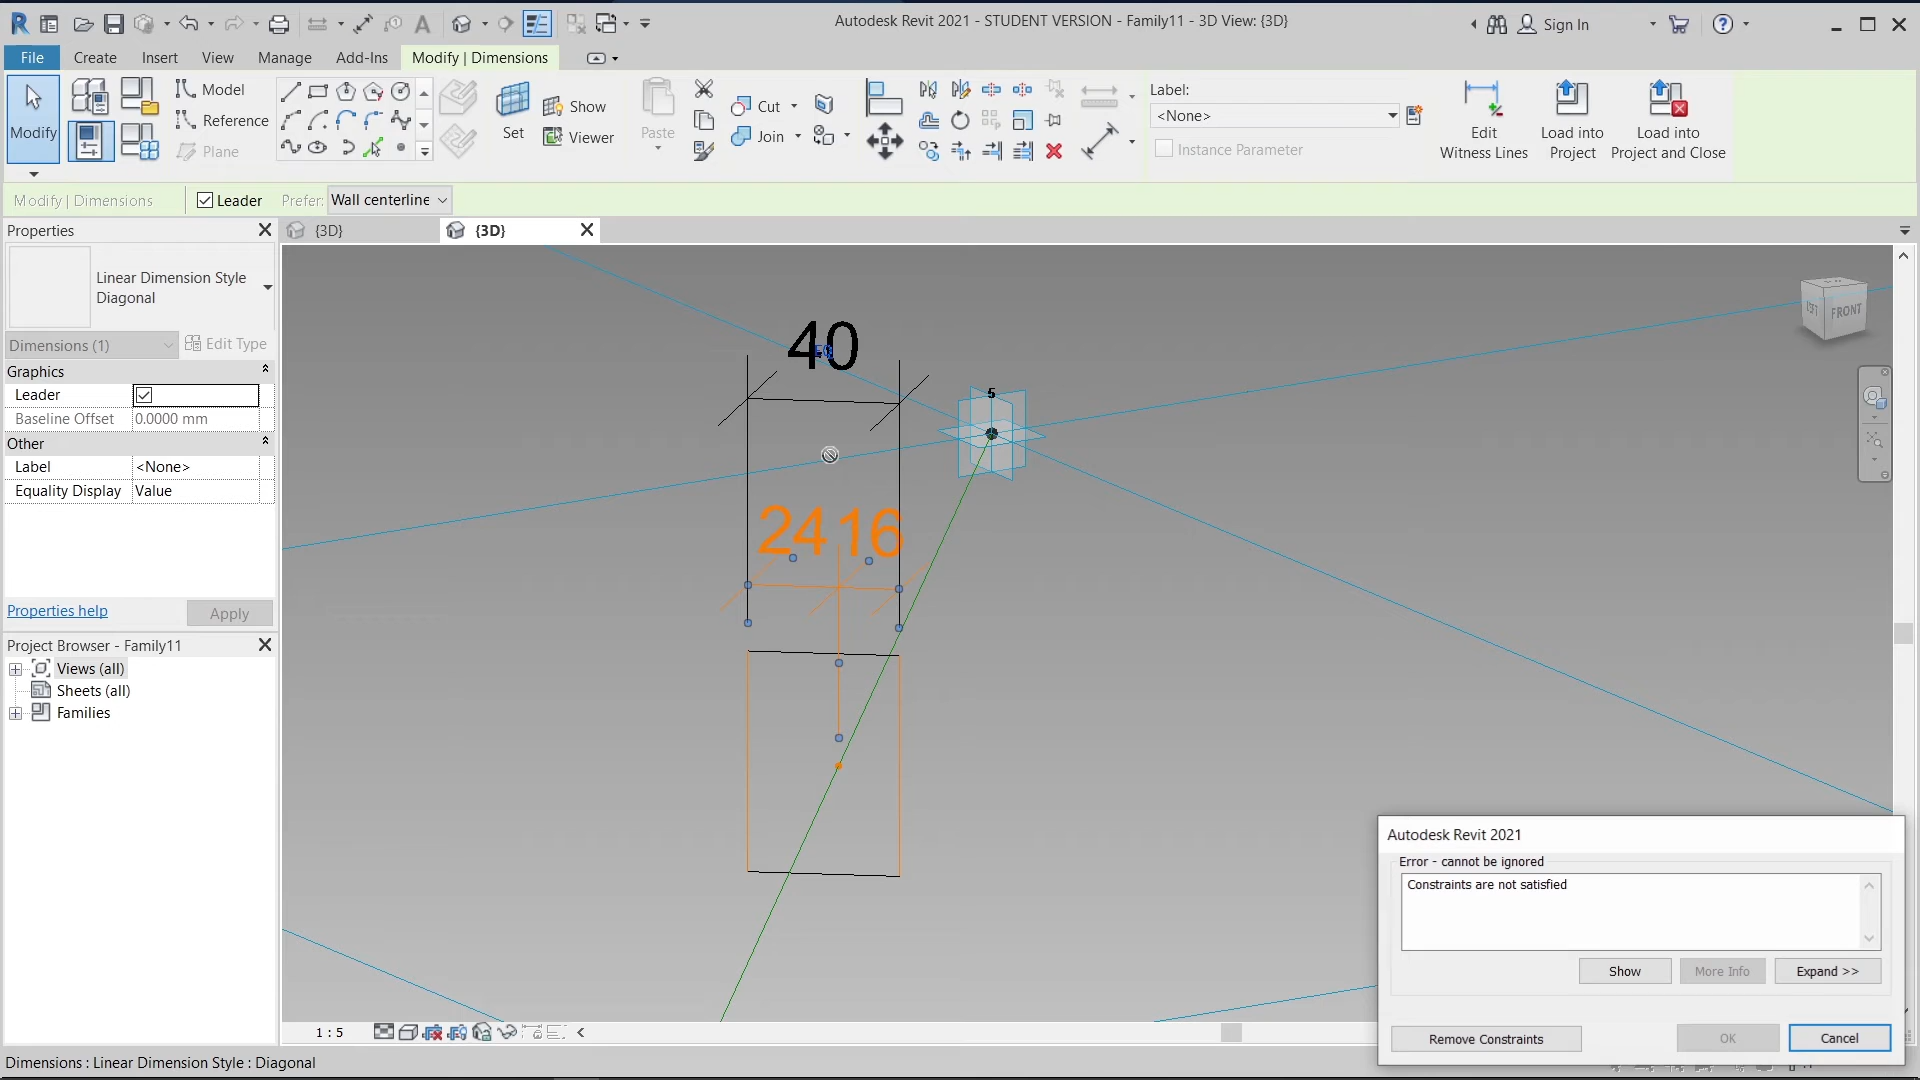 Autodesk Revit 2021 - STUDENT VERSION - Family11 - 3D View: {3D}
Sign In
File
Create
Insert
View
Manage
Add-Ins
Modify | Dimensions
Modify
Model
Reference
Plane
Set
Show
Viewer
Paste
Cut
Join
Label:
<None>
Instance Parameter
Edit
Witness Lines
Load into
Project
Load into
Project and Close
Modify | Dimensions
Leader
Prefer:
Wall centerline
Properties
{3D}
{3D}
Linear Dimension Style
Diagonal
Dimensions (1)
Edit Type
Graphics
Leader
Baseline Offset
0.0000 mm
Other
Label
<None>
Equality Display
Value
Properties help
Apply
Project Browser - Family11
Views (all)
Sheets (all)
Families
40
EQ
5
24
16
LEFT
FRONT
Autodesk Revit 2021
Error - cannot be ignored
Constraints are not satisfied
Show
More Info
Expand >>
Remove Constraints
OK
Cancel
1 : 5
Dimensions : Linear Dimension Style : Diagonal